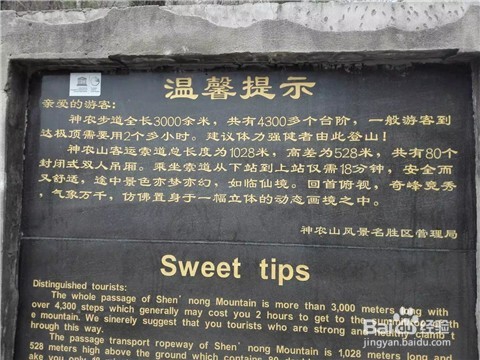 温馨提示
亲爱的游客：
神农步道全长3000余米，共有4300多个台阶，一般游客到
达极顶需要用2个多小时。建议体力强健者由此登山！
神农山客运索道总长度为1028米，高差为528米，共有80个
封闭式双人吊厢。乘坐索道从下站到上站仅需18分钟，安全而
又舒适，途中景色亦梦亦幻，如临仙境。回首俯视，奇峰竞秀
，气象万千，仿佛置身于一幅立体的动态画境之中。
神农山风景名胜区管理局
Sweet tips
Distinguished tourists:
The whole passage of Shen'nong Mountain is more than 3,000 meters long with
over 4,300 steps which generally may cost you 2 hours to get to the
e mountain. We sinerely suggest that you tourists who are strong and healthy
through this way.
The passage transport ropeway of Shen'nong Mountain is 1,028 meters long
528 meters high above the ground which contains 80
Baidu 经验
jingyan.baidu.com